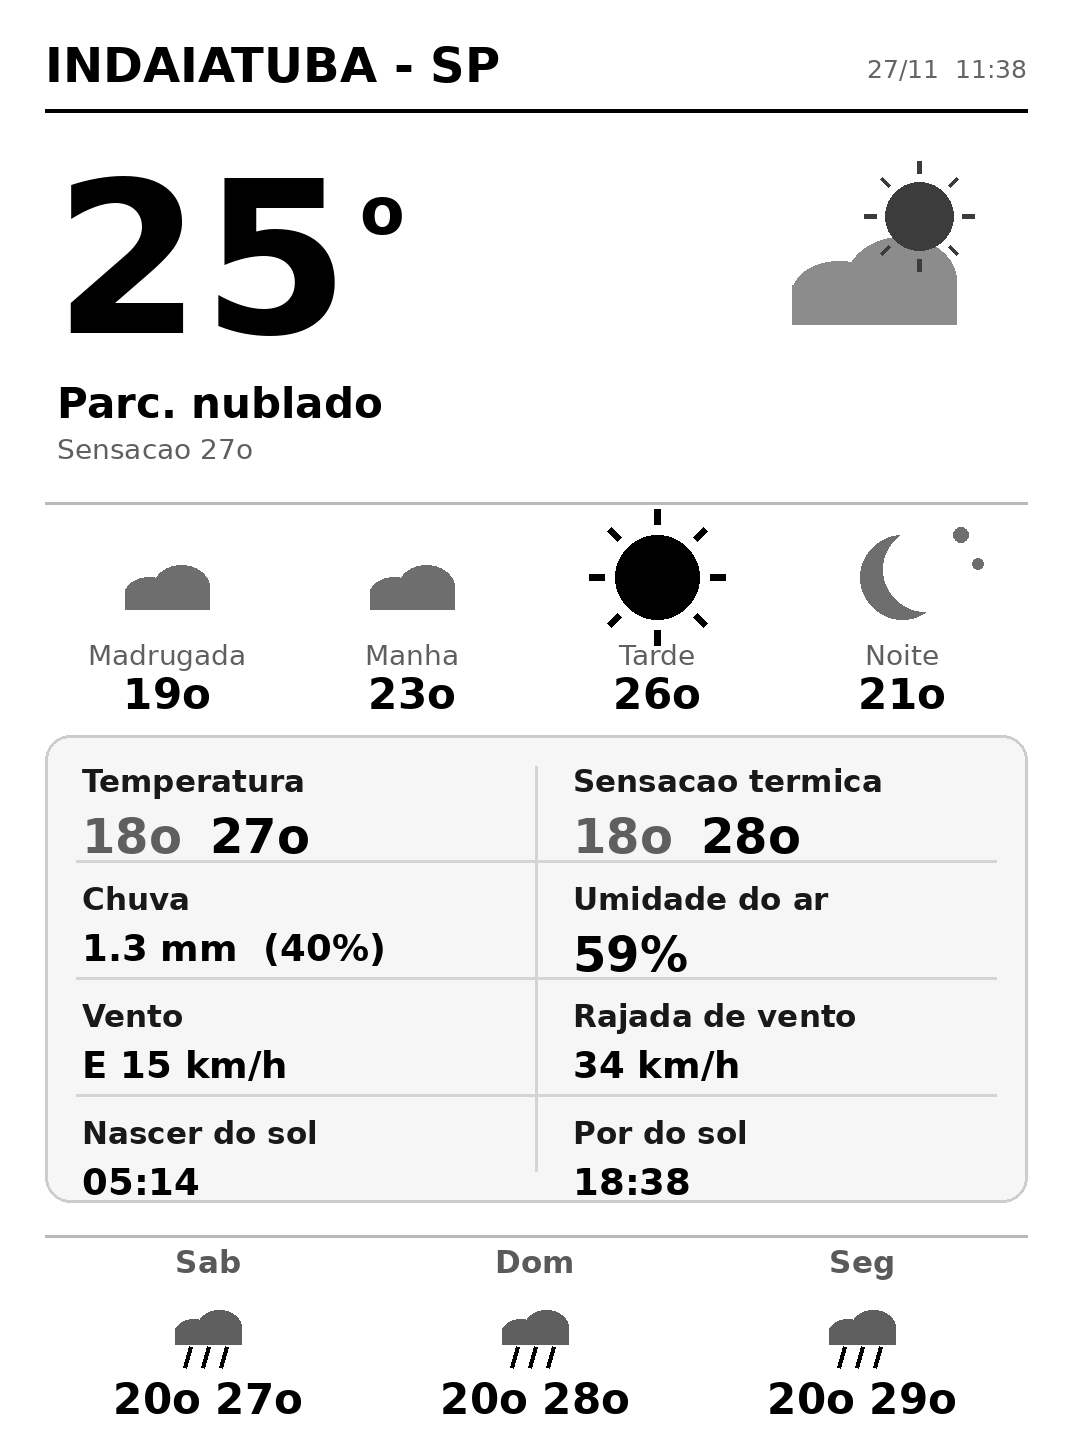 INDAIATUBA - SP 27/11 11:38
25o
Parc. nublado
Sensacao 27o
Madrugada Manha Tarde Noite
19o 23o 26o 21o
Temperatura Sensacao termica
18o 27o 18o 28o
Chuva Umidade do ar
1.3 mm (40%) 59%
Vento Rajada de vento
E 15 km/h 34 km/h
Nascer do sol Por do sol
05:14 18:38
Sab Dom Seg
20o 27o 20o 28o 20o 29o